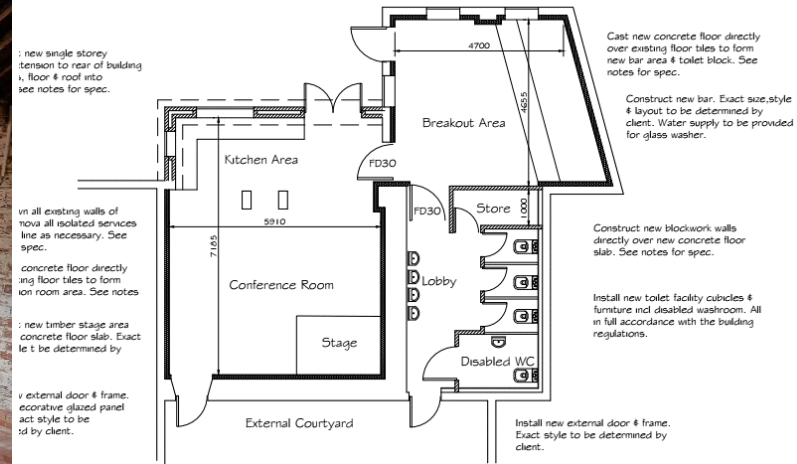 new single storey
tension to rear of building
, floor & roof into
see notes for spec.
vn all existing walls of
mova all isolated services
line as necessary. See
spec.
concrete floor directly
ing floor tiles to form
on room area. See notes
new timber stage area
concrete floor slab. Exact
le t be determined by
v external door & frame.
ecorative glazed panel
act style to be
ed by client.
4700
4655
Breakout Area
Kitchen Area
FD30
5910
7185
Conference Room
Stage
FD30
Store
1000
Lobby
Disabled WC
External Courtyard
Cast new concrete floor directly
over existing floor tiles to form
new bar area & toilet block. See
notes for spec.
Construct new bar. Exact size,style
& layout to be determined by
client. Water supply to be provided
for glass washer.
Construct new blockwork walls
directly over new concrete floor
slab. See notes for spec.
Install new toilet facility cubicles &
furniture incl disabled washroom. All
in full accordance with the building
regulations.
Install new external door & frame.
Exact style to be determined by
client.